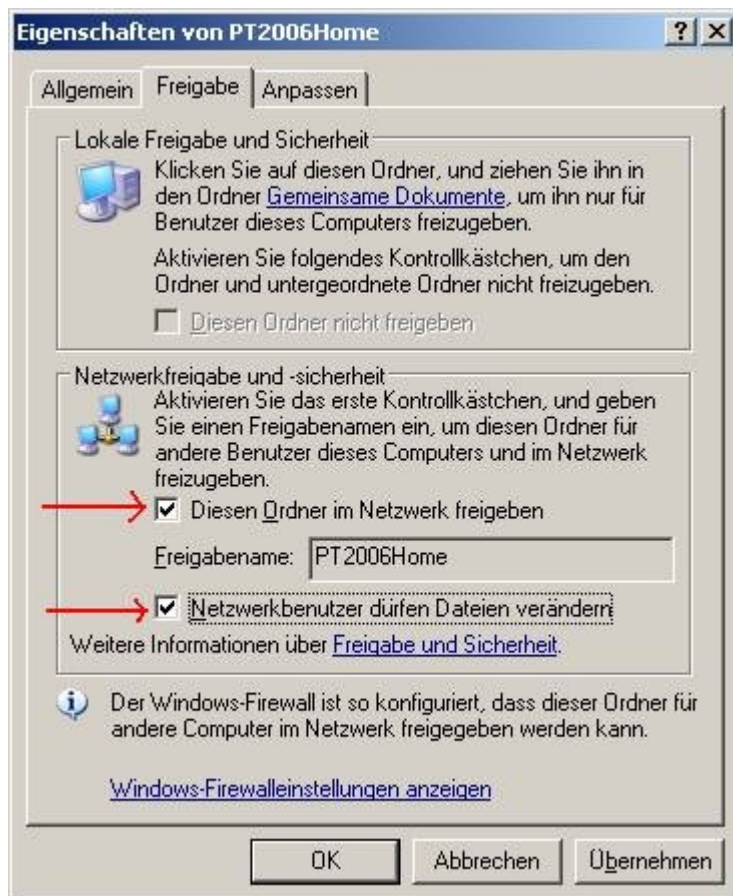 Eigenschaften von PT2006Home
Allgemein Freigabe Anpassen
Lokale Freigabe und Sicherheit
Klicken Sie auf diesen Ordner, und ziehen Sie ihn in
den Ordner Gemeinsame Dokumente, um ihn nur für
Benutzer dieses Computers freizugeben.
Aktivieren Sie folgendes Kontrollkästchen, um den
Ordner und untergeordnete Ordner nicht freizugeben.
Diesen Ordner nicht freigeben
Netzwerkfreigabe und -sicherheit
Aktivieren Sie das erste Kontrollkästchen, und geben
Sie einen Freigabenamen ein, um diesen Ordner für
andere Benutzer dieses Computers und im Netzwerk
freizugeben.
Diesen Ordner im Netzwerk freigeben
Freigabename: PT2006Home
Netzwerkbenutzer dürfen Dateien verändern
Weitere Informationen über Freigabe und Sicherheit.
Der Windows-Firewall ist so konfiguriert, dass dieser Ordner für
andere Computer im Netzwerk freigegeben werden kann.
Windows-Firewalleinstellungen anzeigen
OK Abbrechen Übernehmen